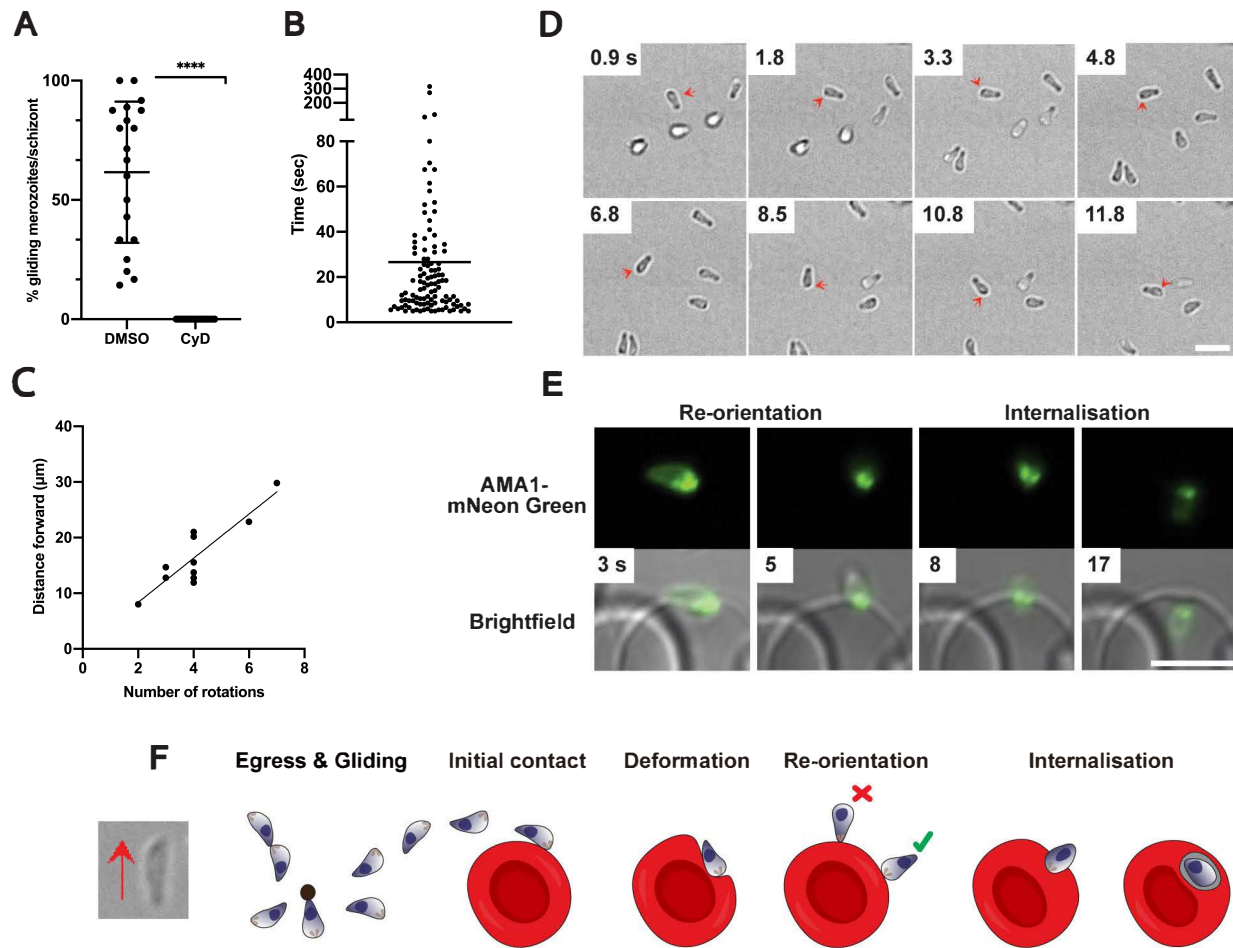 A
****
100
50
0
% gliding merozoites/schizont
DMSO
CyD
B
400
300
200
80
60
40
20
0
Time (sec)
C
40
30
20
10
0
Distance forward (μm)
0
2
4
6
8
Number of rotations
D
0.9 s
1.8
3.3
4.8
6.8
8.5
10.8
11.8
E
Re-orientation
Internalisation
AMA1-
mNeon Green
3 s
5
8
17
Brightfield
F
Egress & Gliding
Initial contact
Deformation
Re-orientation
Internalisation